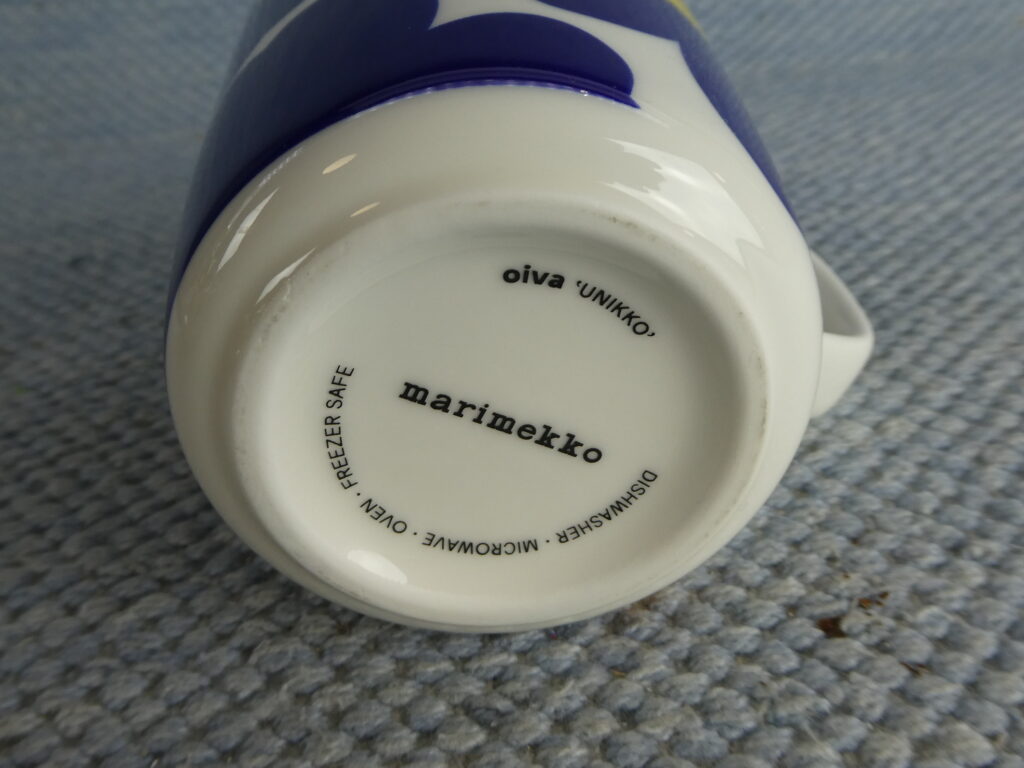 oiva ‘UNIKKO’
marimekko
DISHWASHER · MICROWAVE · OVEN · FREEZER SAFE